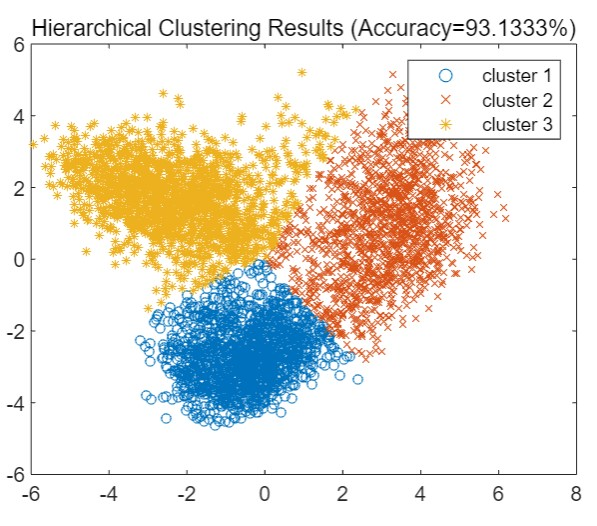 Hierarchical Clustering Results (Accuracy=93.1333%)
6
4
2
0
-2
-4
-6
cluster 1
cluster 2
cluster 3
-6 -4 -2 0 2 4 6 8